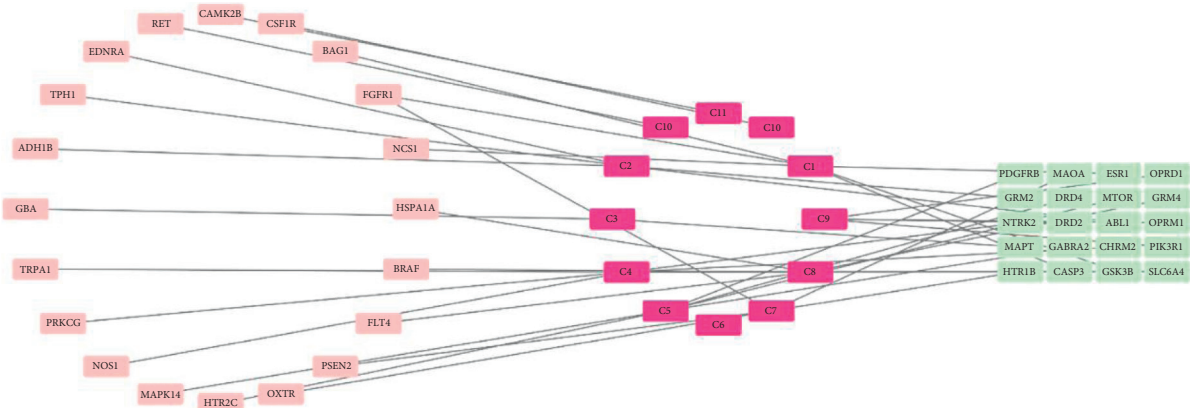 CAMK2B
RET
CSF1R
EDNRA
BAG1
TPH1
FGFR1
C11
C10
C10
ADH1B
NCS1
C2
C1
PDGFRB MAOA ESR1 OPRD1
GRM2 DRD4 MTOR GRM4
GBA
HSPA1A
C3
C9
NTRK2 DRD2 ABL1 OPRM1
MAPT GABRA2 CHRM2 PIK3R1
TRPA1
BRAF
C4
C8
HTR1B CASP3 GSK3B SLC6A4
PRKCG
FLT4
C5
C6
C7
NOS1
PSEN2
MAPK14
HTR2C
OXTR